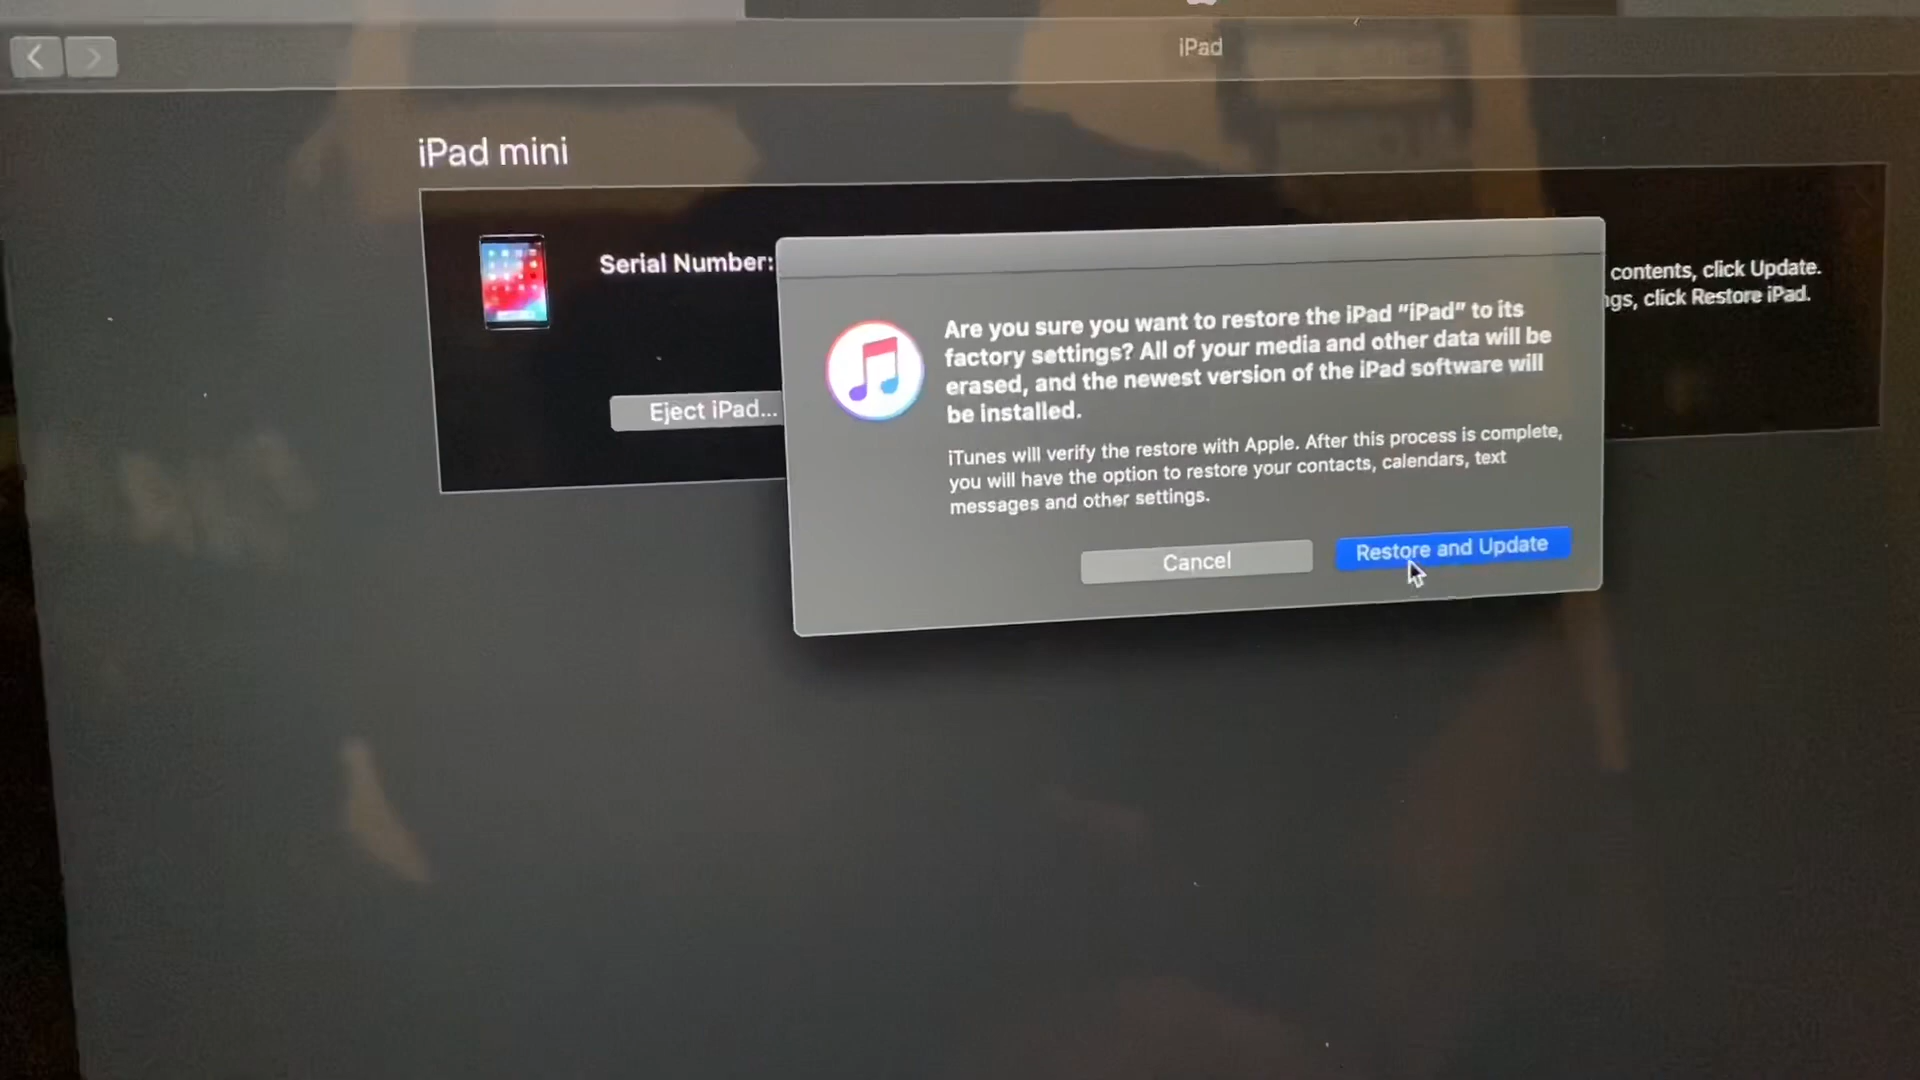 iPad
iPad mini
Serial Number:
contents, click Update.
ngs, click Restore iPad.
Eject iPad...
Are you sure you want to restore the iPad “iPad” to its
factory settings? All of your media and other data will be
erased, and the newest version of the iPad software will
be installed.
iTunes will verify the restore with Apple. After this process is complete,
you will have the option to restore your contacts, calendars, text
messages and other settings.
Cancel
Restore and Update